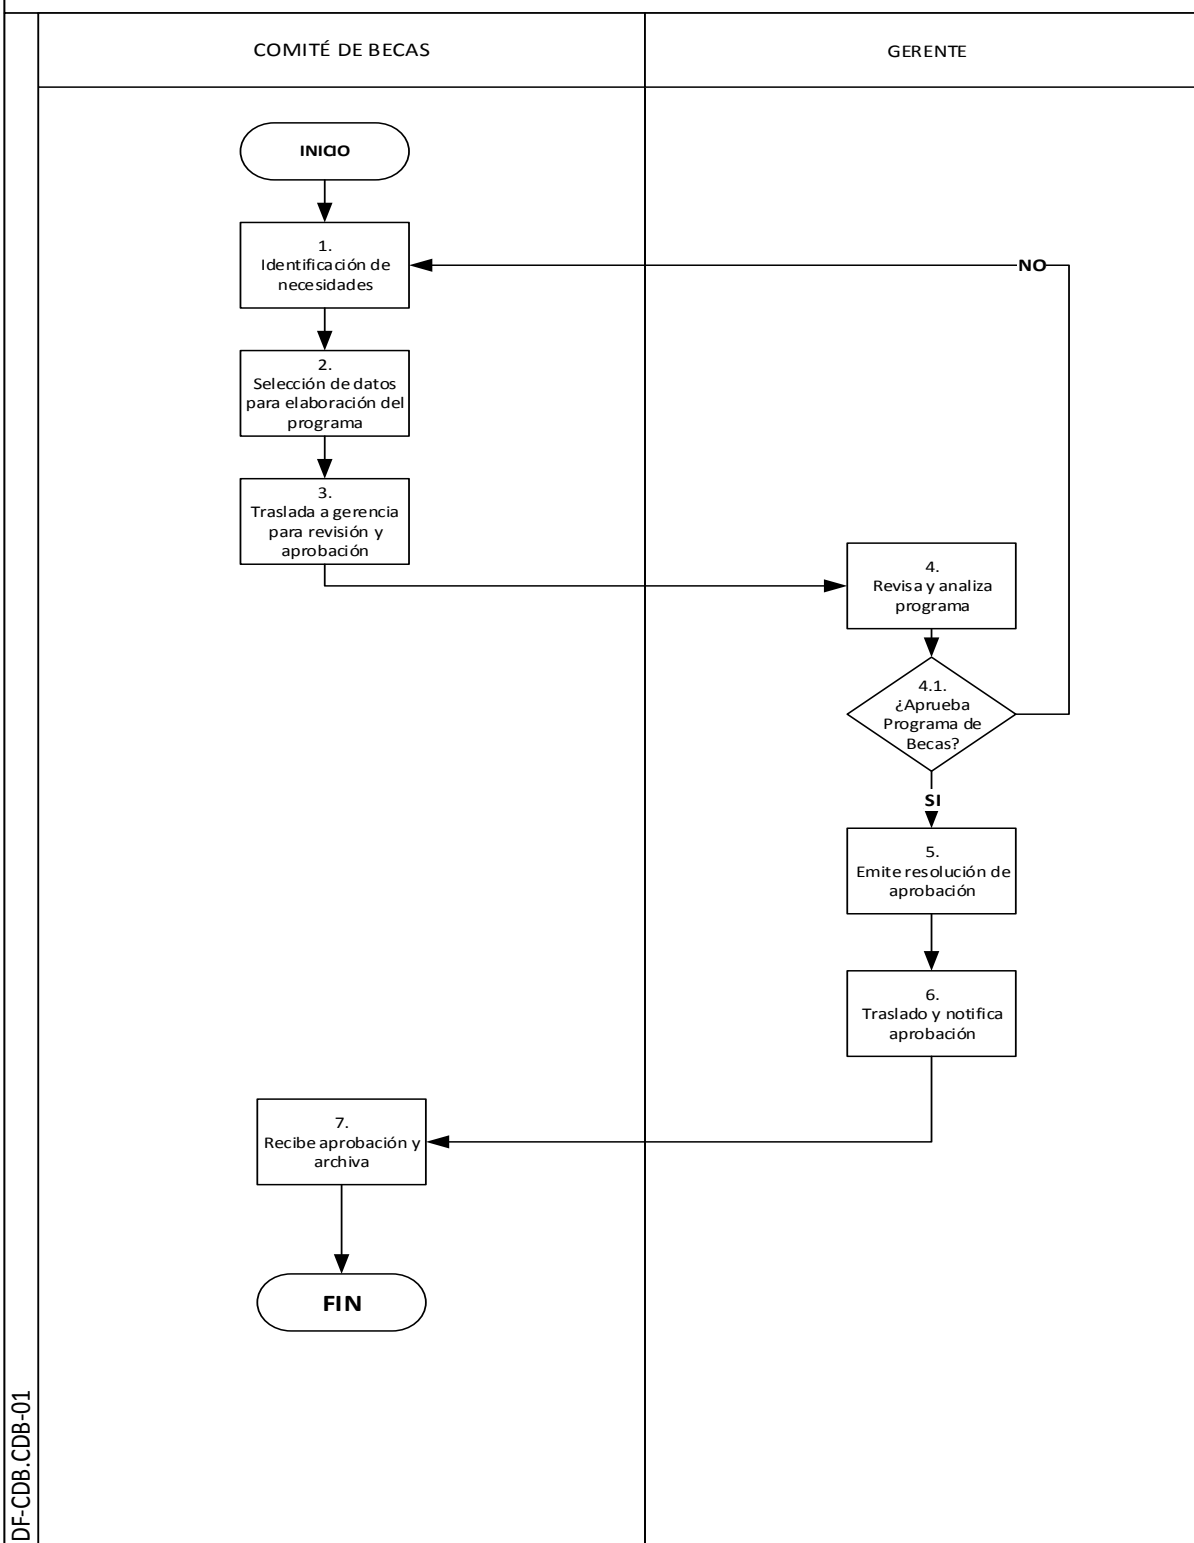 COMITÉ DE BECAS
GERENTE
INICIO
1.
Identificación de
necesidades
NO
2.
Selección de datos
para elaboración del
programa
3.
Traslada a gerencia
para revisión y
aprobación
4.
Revisa y analiza
programa
4.1.
¿Aprueba
Programa de
Becas?
SI
5.
Emite resolución de
aprobación
6.
Traslado y notifica
aprobación
7.
Recibe aprobación y
archiva
FIN
DF-CDB.CDB-01